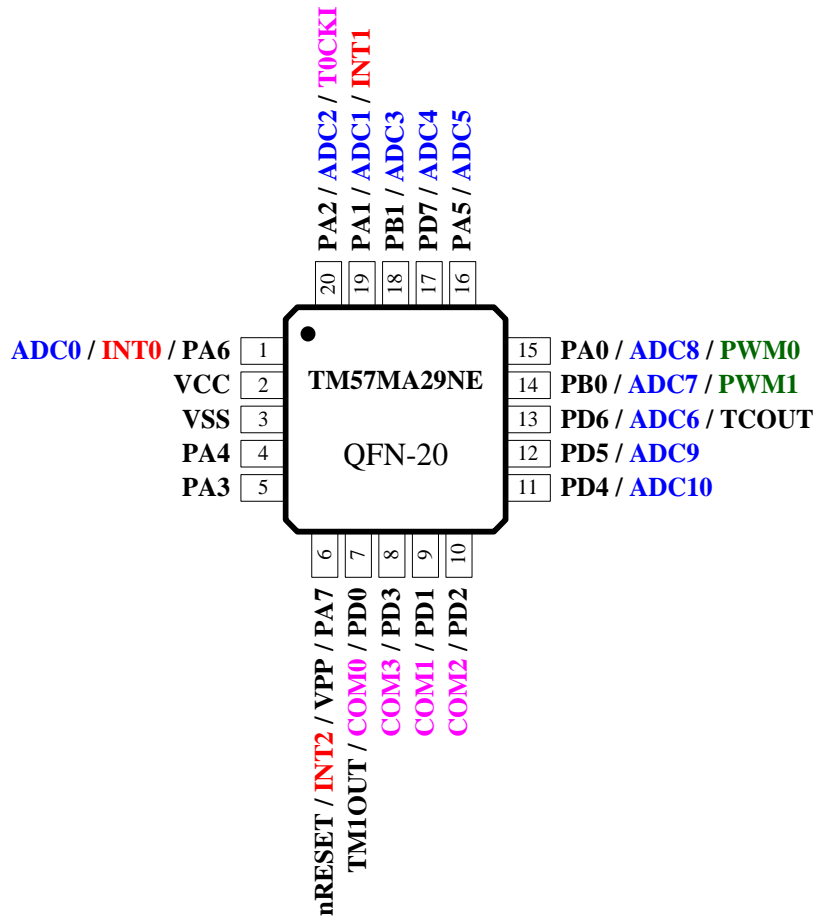 PA2 / ADC2 / T0CKI
PA1 / ADC1 / INT1
PB1 / ADC3
PD7 / ADC4
PA5 / ADC5
20
19
18
17
16
ADC0 / INT0 / PA6 1
VCC 2
VSS 3
PA4 4
PA3 5
TM57MA29NE
QFN-20
15 PA0 / ADC8 / PWM0
14 PB0 / ADC7 / PWM1
13 PD6 / ADC6 / TCOUT
12 PD5 / ADC9
11 PD4 / ADC10
6
7
8
9
10
nRESET / INT2 / VPP / PA7
TM1OUT / COM0 / PD0
COM3 / PD3
COM1 / PD1
COM2 / PD2